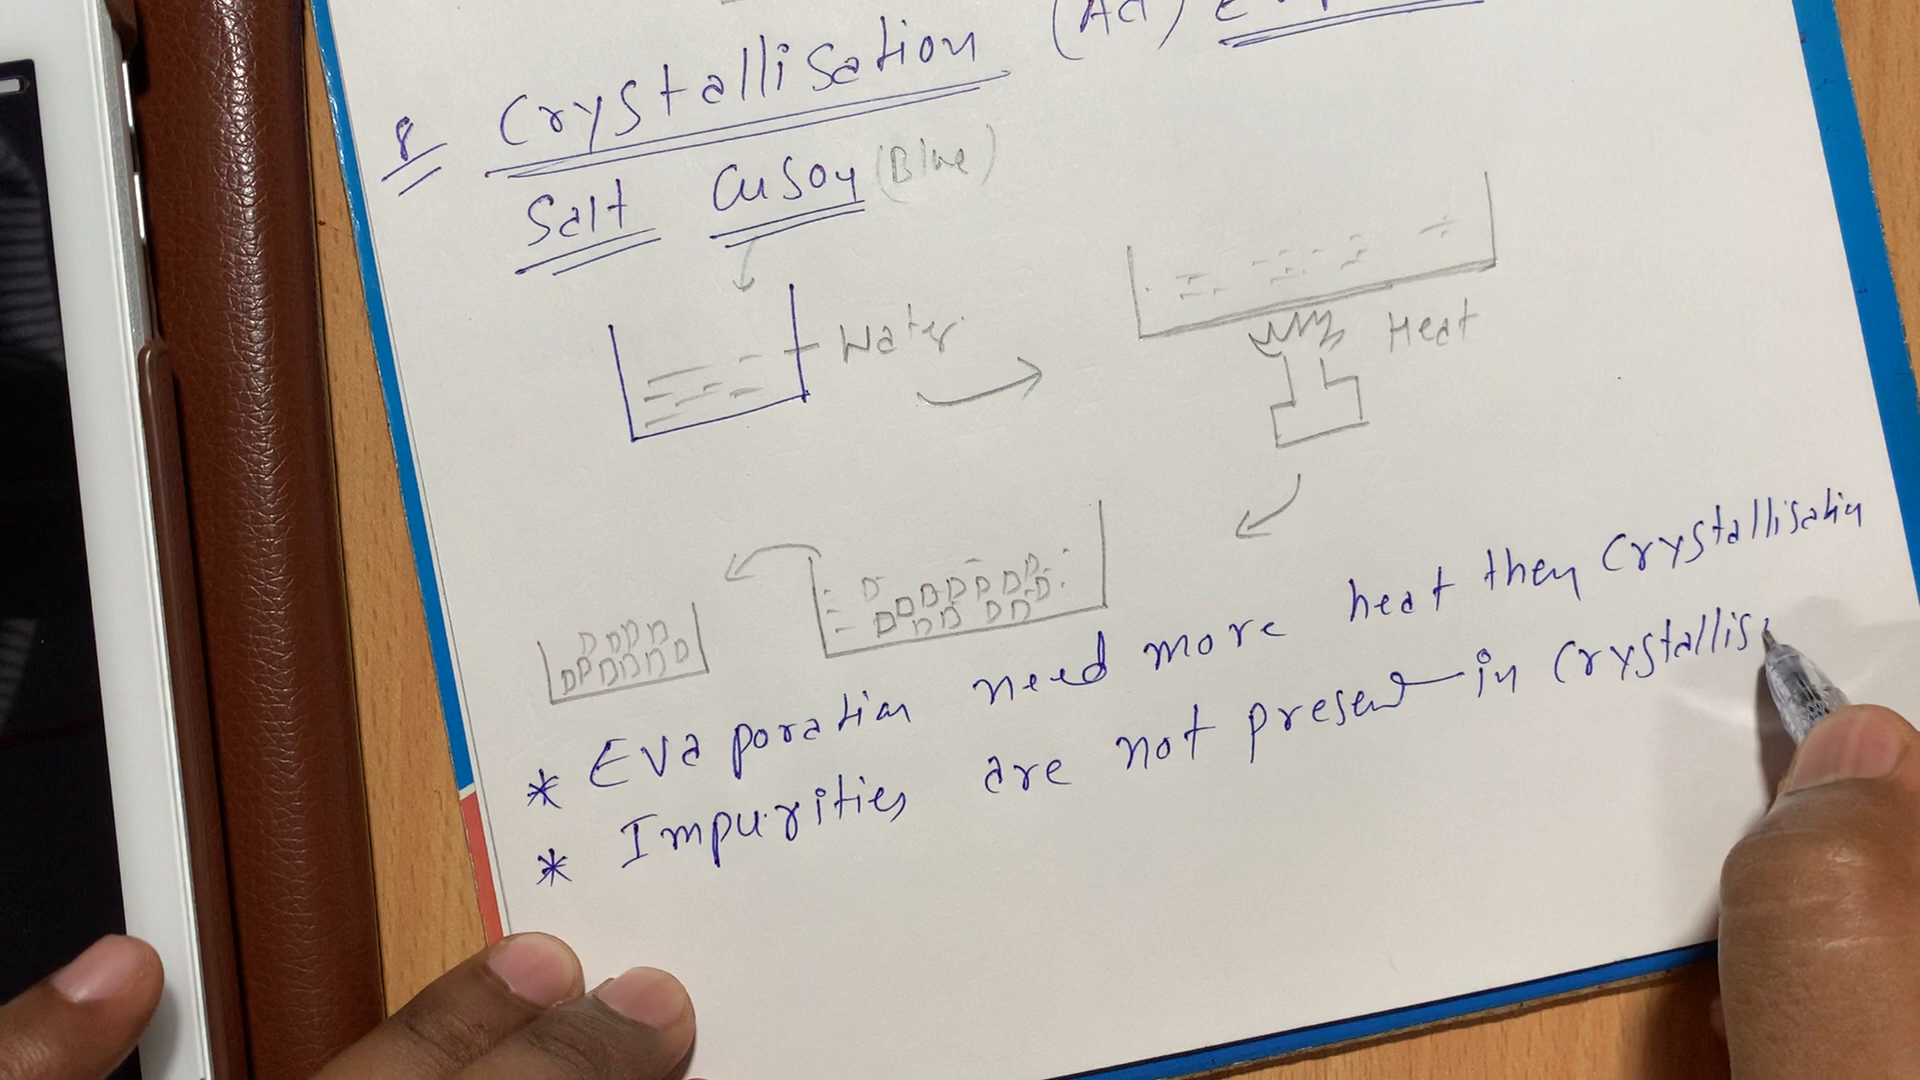 8 Crystallisation
Salt CuSO4 (Blue)
Water
Heat
* Evaporation need more heat then Crystallisation
* Impurities are not present in Crystallis